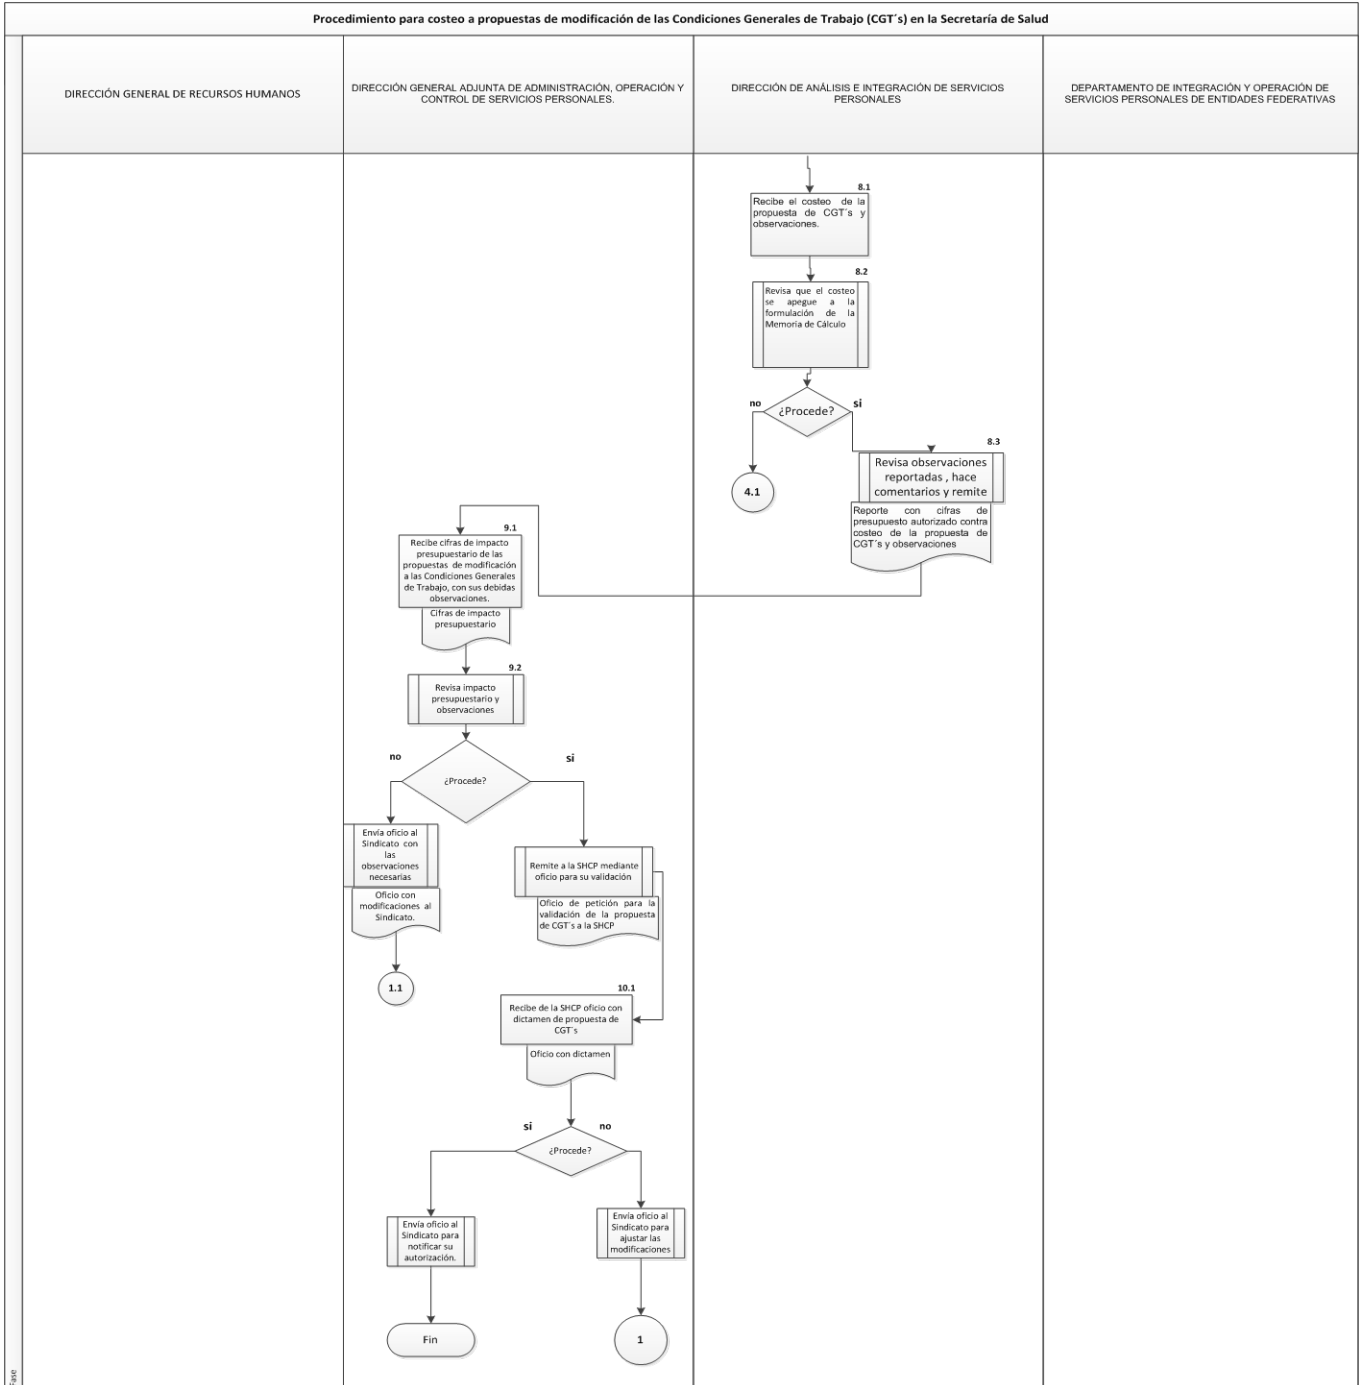 Procedimiento para costeo a propuestas de modificación de las Condiciones Generales de Trabajo (CGT´s) en la Secretaría de Salud
DIRECCIÓN GENERAL DE RECURSOS HUMANOS
DIRECCIÓN GENERAL ADJUNTA DE ADMINISTRACIÓN, OPERACIÓN Y
CONTROL DE SERVICIOS PERSONALES.
DIRECCIÓN DE ANÁLISIS E INTEGRACIÓN DE SERVICIOS
PERSONALES
DEPARTAMENTO DE INTEGRACIÓN Y OPERACIÓN DE
SERVICIOS PERSONALES DE ENTIDADES FEDERATIVAS
8.1
Recibe el costeo de la
propuesta de CGT´s y
observaciones.
8.2
Revisa que el costeo
se apegue a la
formulación de la
Memoria de Cálculo
no
si
¿Procede?
4.1
8.3
Revisa observaciones
reportadas , hace
comentarios y remite
Reporte con cifras de
presupuesto autorizado contra
costeo de la propuesta de
CGT´s y observaciones
9.1
Recibe cifras de impacto
presupuestario de las
propuestas de modificación
a las Condiciones Generales
de Trabajo, con sus debidas
observaciones.
Cifras de impacto
presupuestario
9.2
Revisa impacto
presupuestario y
observaciones
no
si
¿Procede?
Envía oficio al
Sindicato con
las
observaciones
necesarias
Oficio con
modificaciones al
Sindicato.
1.1
Remite a la SHCP mediante
oficio para su validación
Oficio de petición para la
validación de la propuesta
de CGT´s a la SHCP
10.1
Recibe de la SHCP oficio con
dictamen de propuesta de
CGT´s
Oficio con dictamen
si
no
¿Procede?
Envía oficio al
Sindicato para
notificar su
autorización.
Envía oficio al
Sindicato para
ajustar las
modificaciones
Fin
1
Fase